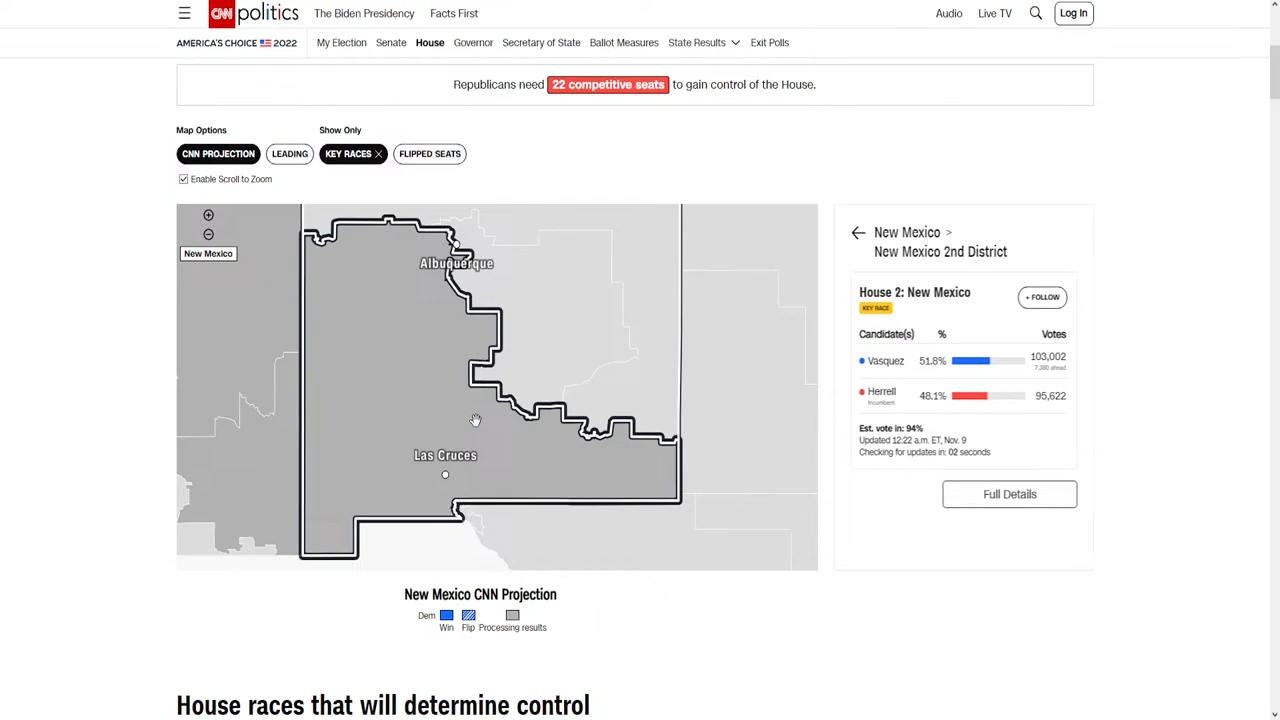 CNN politics The Biden Presidency Facts First Audio Live TV Log In
AMERICA'S CHOICE 2022 My Election Senate House Governor Secretary of State Ballot Measures State Results Exit Polls
Republicans need 22 competitive seats to gain control of the House.
Map Options Show Only
CNN PROJECTION LEADING KEY RACES FLIPPED SEATS
Enable Scroll to Zoom
New Mexico
Albuquerque
Las Cruces
New Mexico >
New Mexico 2nd District
House 2: New Mexico + FOLLOW
KEY RACE
Candidate(s) % Votes
Vasquez 51.8% 103,002
7,380 ahead
Herrell 48.1% 95,622
Incumbent
Est. vote in: 94%
Updated 12:22 a.m. ET, Nov. 9
Checking for updates in: 02 seconds
Full Details
New Mexico CNN Projection
Dem
Win Flip Processing results
House races that will determine control